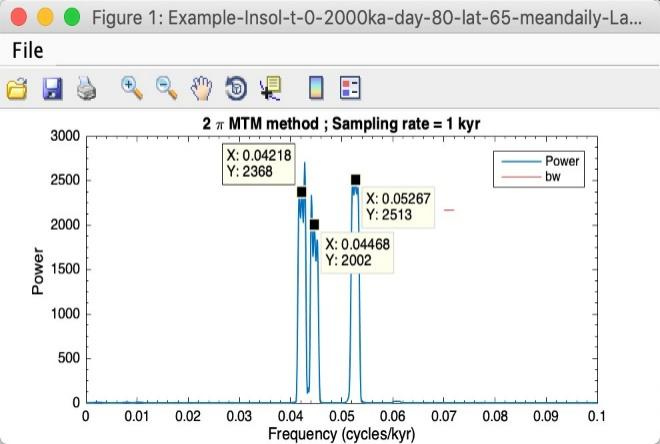 Figure 1: Example-Insol-t-0-2000ka-day-80-lat-65-meandaily-La...
File
2 π MTM method ; Sampling rate = 1 kyr
3000
2500
2000
1500
1000
500
0
Power
X: 0.04218
Y: 2368
X: 0.04468
Y: 2002
X: 0.05267
Y: 2513
Power
bw
0 0.01 0.02 0.03 0.04 0.05 0.06 0.07 0.08 0.09 0.1
Frequency (cycles/kyr)